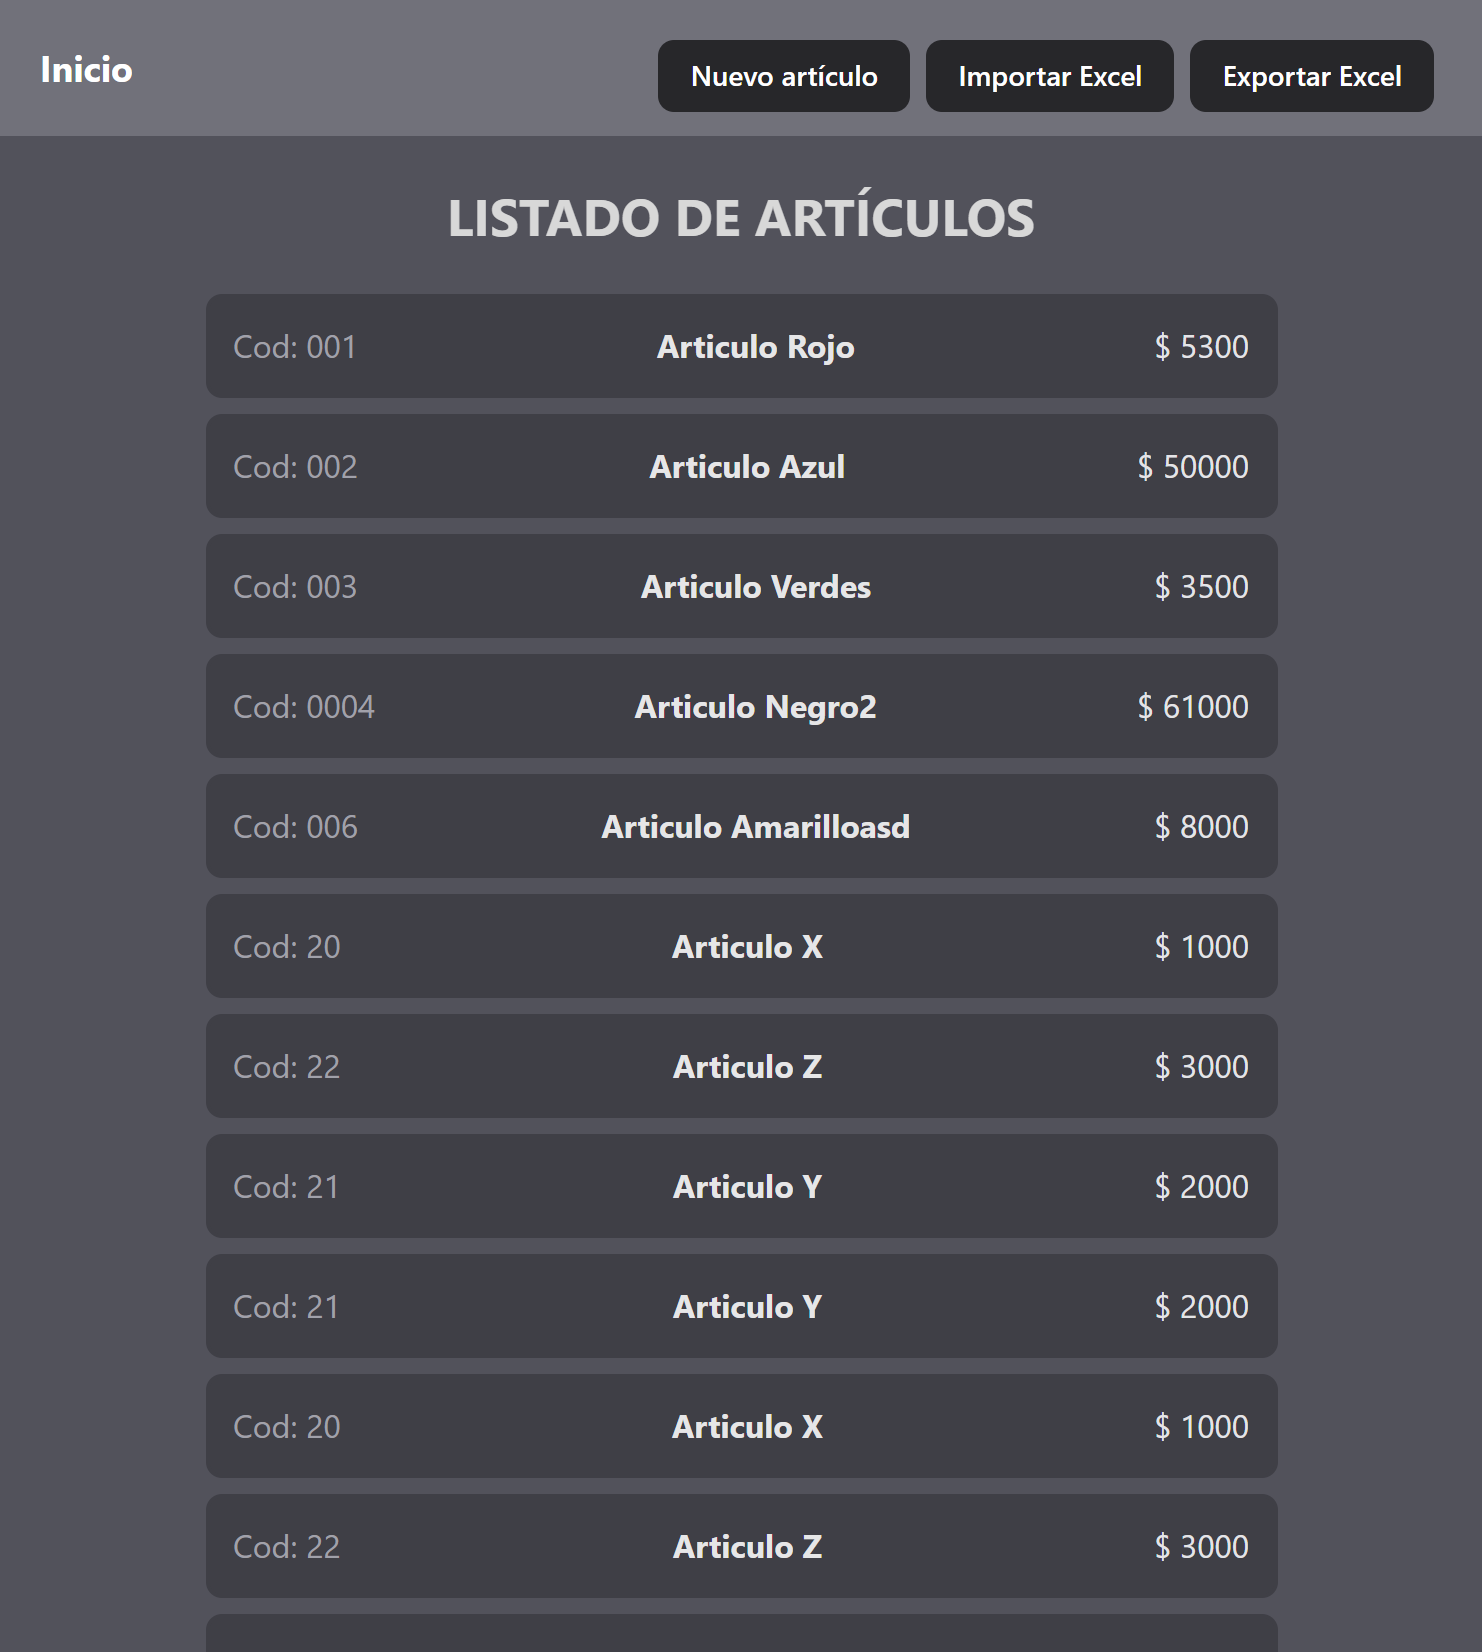 Inicio
Nuevo artículo
Importar Excel
Exportar Excel
LISTADO DE ARTÍCULOS
Cod: 001 Articulo Rojo $ 5300
Cod: 002 Articulo Azul $ 50000
Cod: 003 Articulo Verdes $ 3500
Cod: 0004 Articulo Negro2 $ 61000
Cod: 006 Articulo Amarilloasd $ 8000
Cod: 20 Articulo X $ 1000
Cod: 22 Articulo Z $ 3000
Cod: 21 Articulo Y $ 2000
Cod: 21 Articulo Y $ 2000
Cod: 20 Articulo X $ 1000
Cod: 22 Articulo Z $ 3000